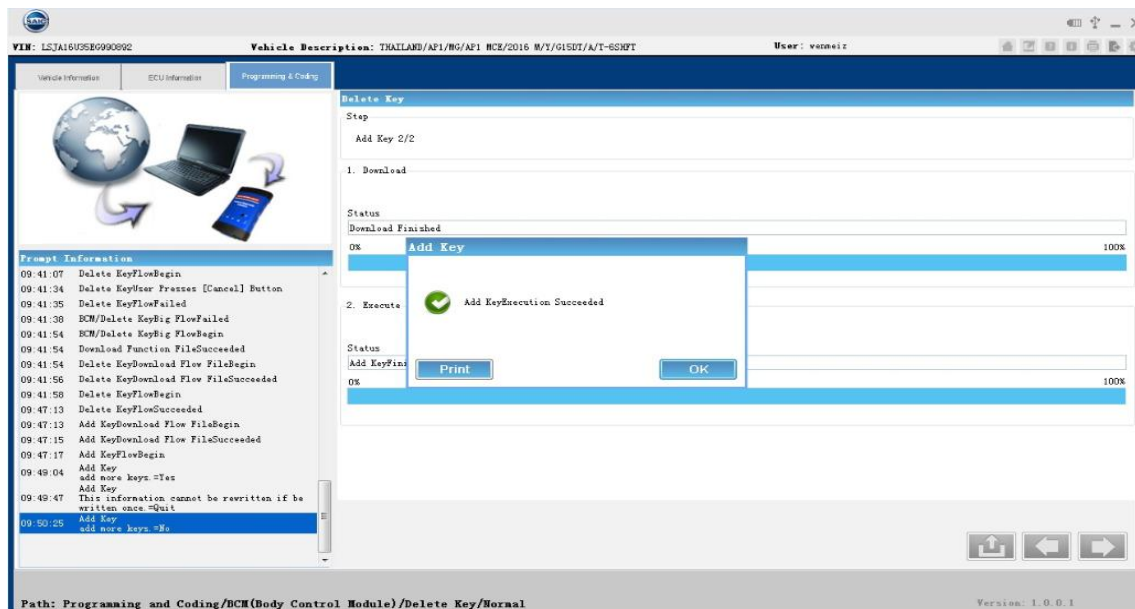 SAIC
VIN: LSJA16U35EG990892 Vehicle Description: THAILAND/AP1/MG/AP1 MCE/2016 M/Y/G15DT/A/T-6SHFT User: wenmeiz
Vehicle Information ECU Information Programming & Coding
Delete Key
Step
Add Key 2/2
1. Download
Status
Download Finished
0% 100%
Add Key
Add KeyExecution Succeeded
Print OK
2. Execute
Status
Add KeyFini
0% 100%
Prompt Information
09:41:07 Delete KeyFlowBegin
09:41:34 Delete KeyUser Presses [Cancel] Button
09:41:35 Delete KeyFlowFailed
09:41:38 BCM/Delete KeyBig FlowFailed
09:41:54 BCM/Delete KeyBig FlowBegin
09:41:54 Download Function FileSucceeded
09:41:54 Delete KeyDownload Flow FileBegin
09:41:56 Delete KeyDownload Flow FileSucceeded
09:41:58 Delete KeyFlowBegin
09:47:13 Delete KeyFlowSucceeded
09:47:13 Add KeyDownload Flow FileBegin
09:47:15 Add KeyDownload Flow FileSucceeded
09:47:17 Add KeyFlowBegin
09:49:04 Add Key
add more keys.=Yes
09:49:47 Add Key
This information cannot be rewritten if be
written once.=Quit
09:50:25 Add Key
add more keys.=No
Path: Programming and Coding/BCM(Body Control Module)/Delete Key/Normal Version: 1.0.0.1